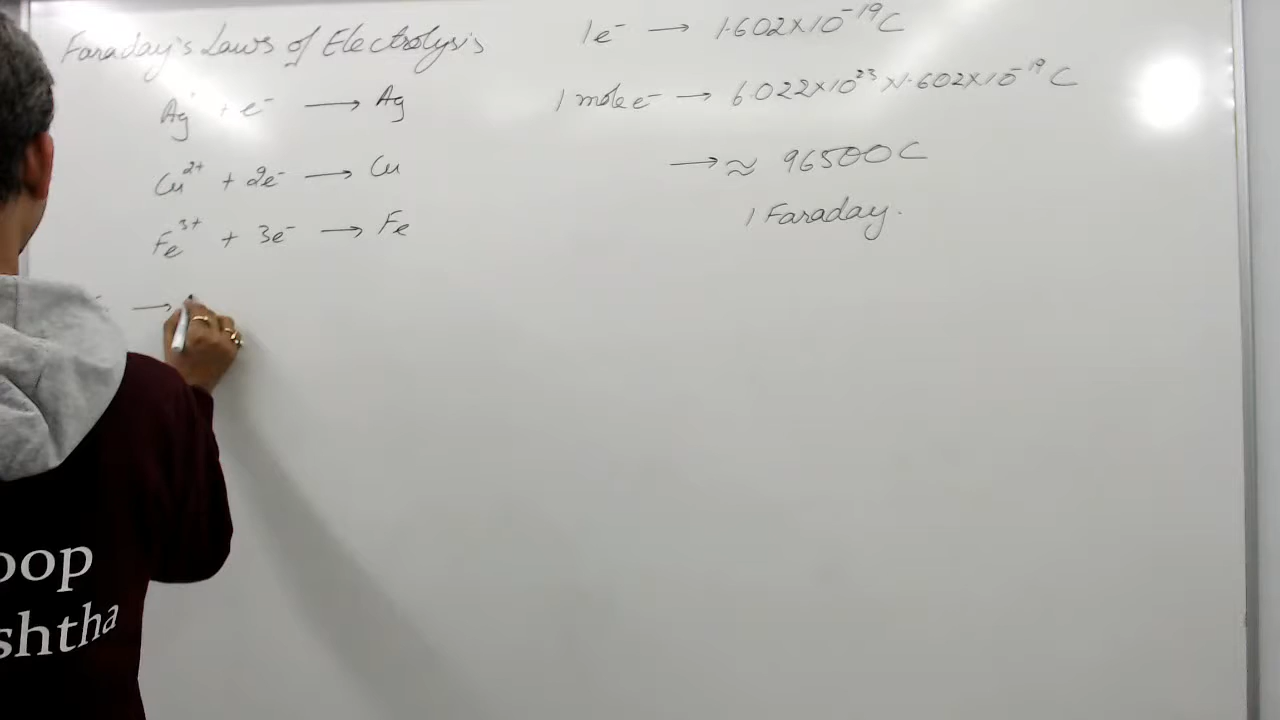 Faraday's Laws of Electrolysis
Ag⁺ + e⁻ → Ag
Cu²⁺ + 2e⁻ → Cu
Fe³⁺ + 3e⁻ → Fe
→
1e⁻ → 1.602×10⁻¹⁹C
1 mole e⁻ → 6.022×10²³×1.602×10⁻¹⁹ C
→ ≈ 96500C
1 Faraday.
oop
shtha